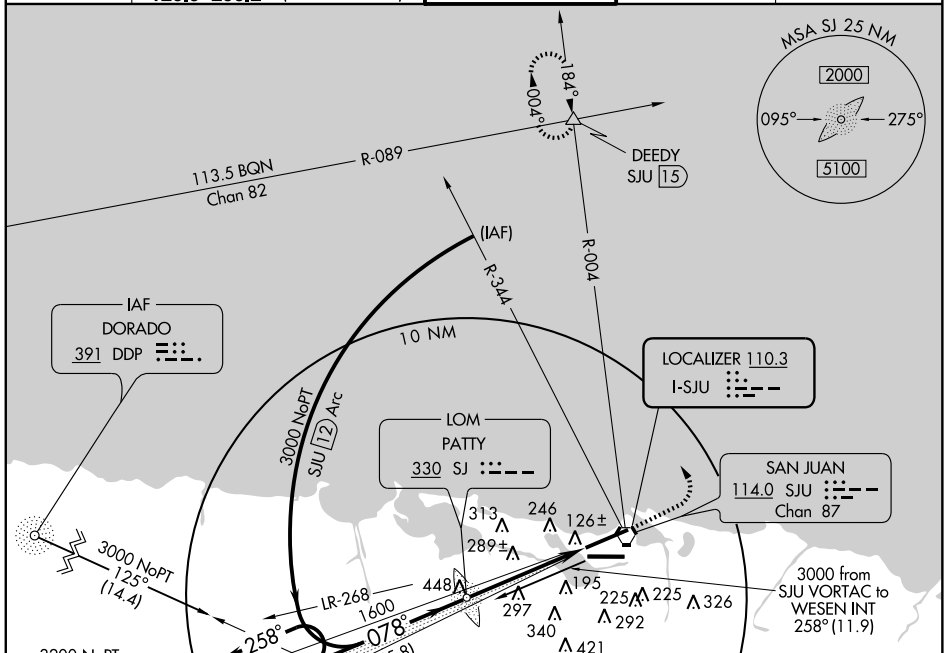 MSA SJ 25 NM
2000
095°
275°
5100
184°
004°
DEEDY
SJU 15
113.5 BQN
Chan 82
R-089
(IAF)
R-344
R-004
IAF
DORADO
391 DDP
10 NM
LOCALIZER 110.3
I-SJU
3000 NoPT
SJU 12 Arc
LOM
PATTY
330 SJ
SAN JUAN
114.0 SJU
Chan 87
313
246
126±
289±
3000 NoPT
125°
(14.4)
448
LR-268
1600
258°
078°
297
195
225
225
326
340
292
421
3000 from
SJU VORTAC to
WESEN INT
258° (11.9)